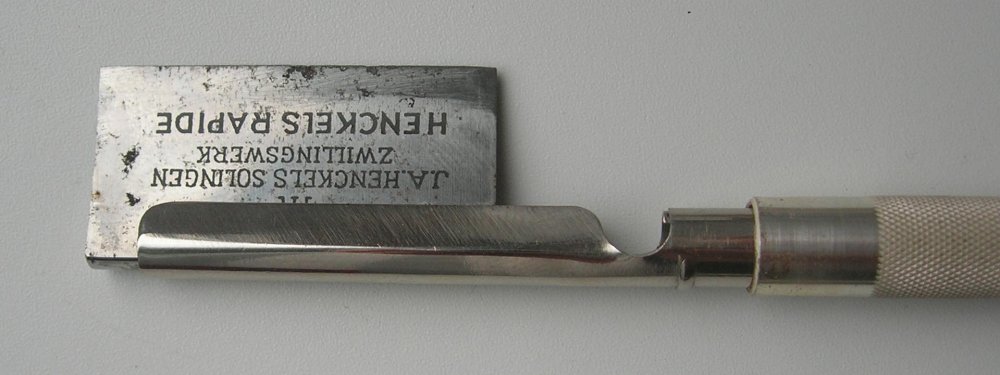 J.A. HENCKELS SOLINGEN
ZWILLINGSWERK
HENCKELS RAPIDE